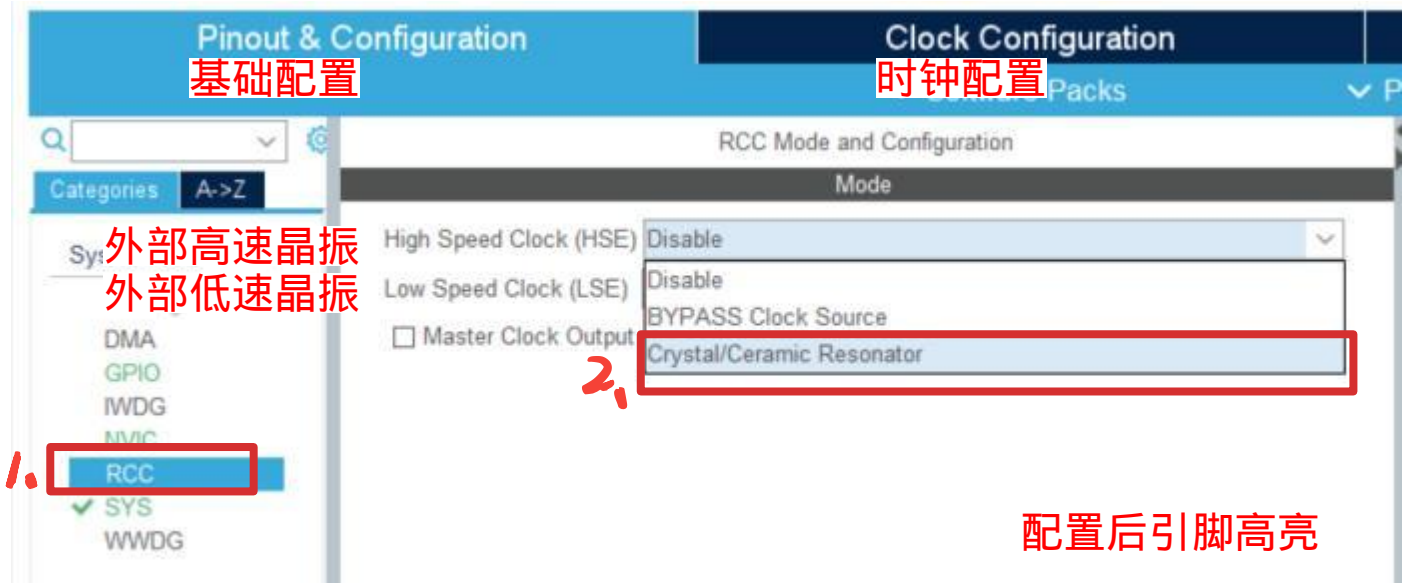 Pinout & Configuration
Clock Configuration
基础配置
时钟配置
Packs
P
RCC Mode and Configuration
Categories
A->Z
Mode
外部高速晶振
High Speed Clock (HSE)
Disable
外部低速晶振
Low Speed Clock (LSE)
Disable
BYPASS Clock Source
DMA
Master Clock Output
Crystal/Ceramic Resonator
GPIO
2、
IWDG
NVIC
1.
RCC
SYS
WWDG
配置后引脚高亮